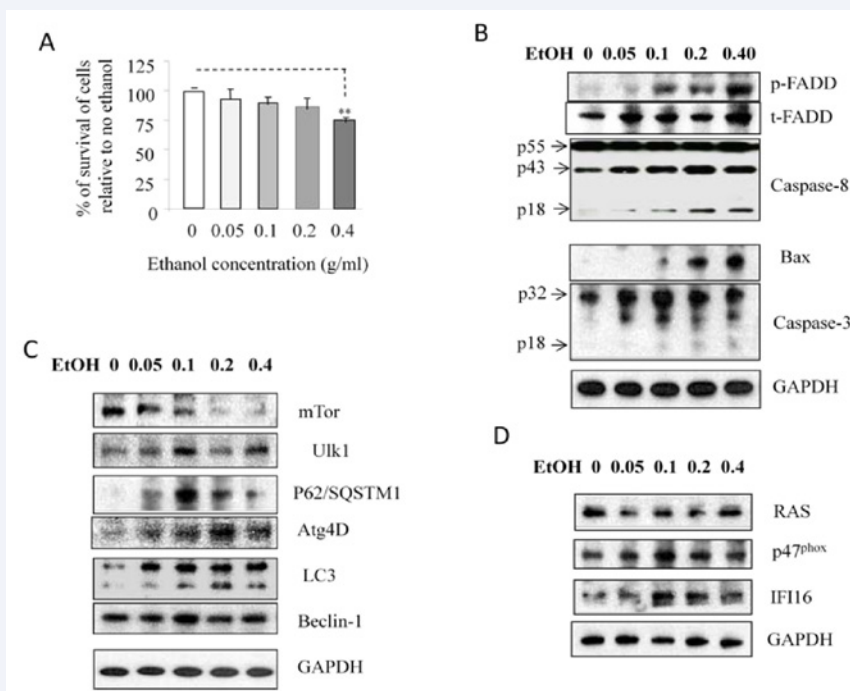 A
% of survival of cells
relative to no ethanol
125
100
75
50
25
0
**
0 0.05 0.1 0.2 0.4
Ethanol concentration (g/ml)
B
EtOH 0 0.05 0.1 0.2 0.40
p-FADD
t-FADD
p55
p43
Caspase-8
p18
Bax
p32
Caspase-3
p18
GAPDH
C
EtOH 0 0.05 0.1 0.2 0.4
mTor
Ulk1
P62/SQSTM1
Atg4D
LC3
Beclin-1
GAPDH
D
EtOH 0 0.05 0.1 0.2 0.4
RAS
p47phox
IFI16
GAPDH